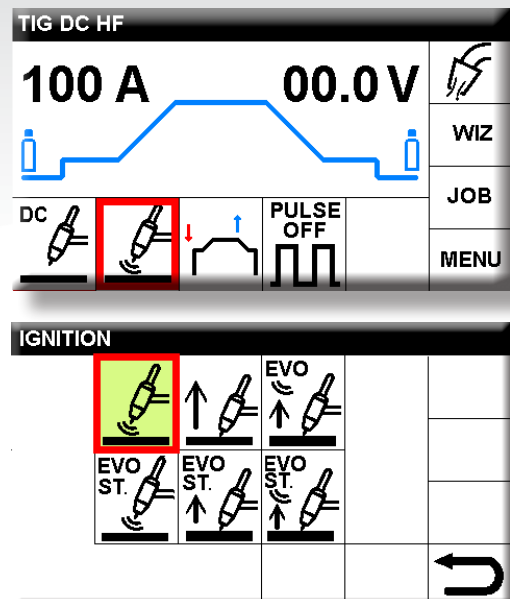 TIG DC HF
100 A
00.0 V
WIZ
JOB
MENU
DC
PULSE
OFF
IGNITION
EVO
EVO
ST.
EVO
ST.
EVO
ST.